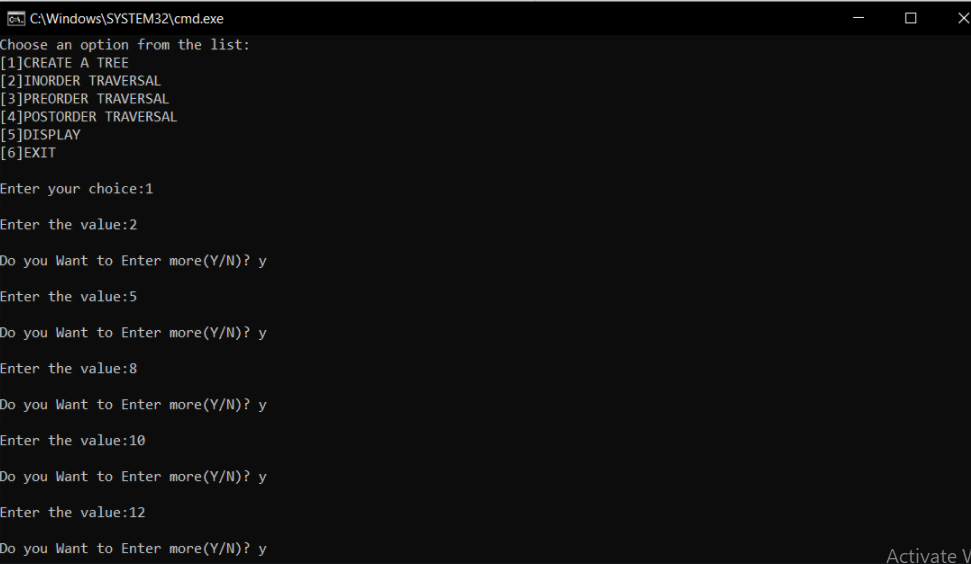 C:\Windows\SYSTEM32\cmd.exe
Choose an option from the list:
[1]CREATE A TREE
[2]INORDER TRAVERSAL
[3]PREORDER TRAVERSAL
[4]POSTORDER TRAVERSAL
[5]DISPLAY
[6]EXIT
Enter your choice:1
Enter the value:2
Do you Want to Enter more(Y/N)? y
Enter the value:5
Do you Want to Enter more(Y/N)? y
Enter the value:8
Do you Want to Enter more(Y/N)? y
Enter the value:10
Do you Want to Enter more(Y/N)? y
Enter the value:12
Do you Want to Enter more(Y/N)? y
Activate